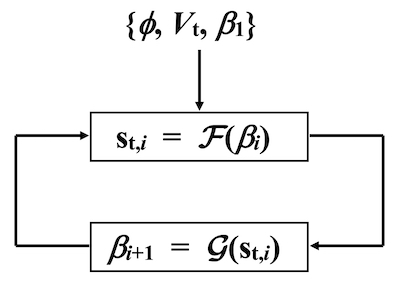 {ϕ, Vt, β1}
st,i = ℱ(βi)
βi+1 = 𝒢(st,i)